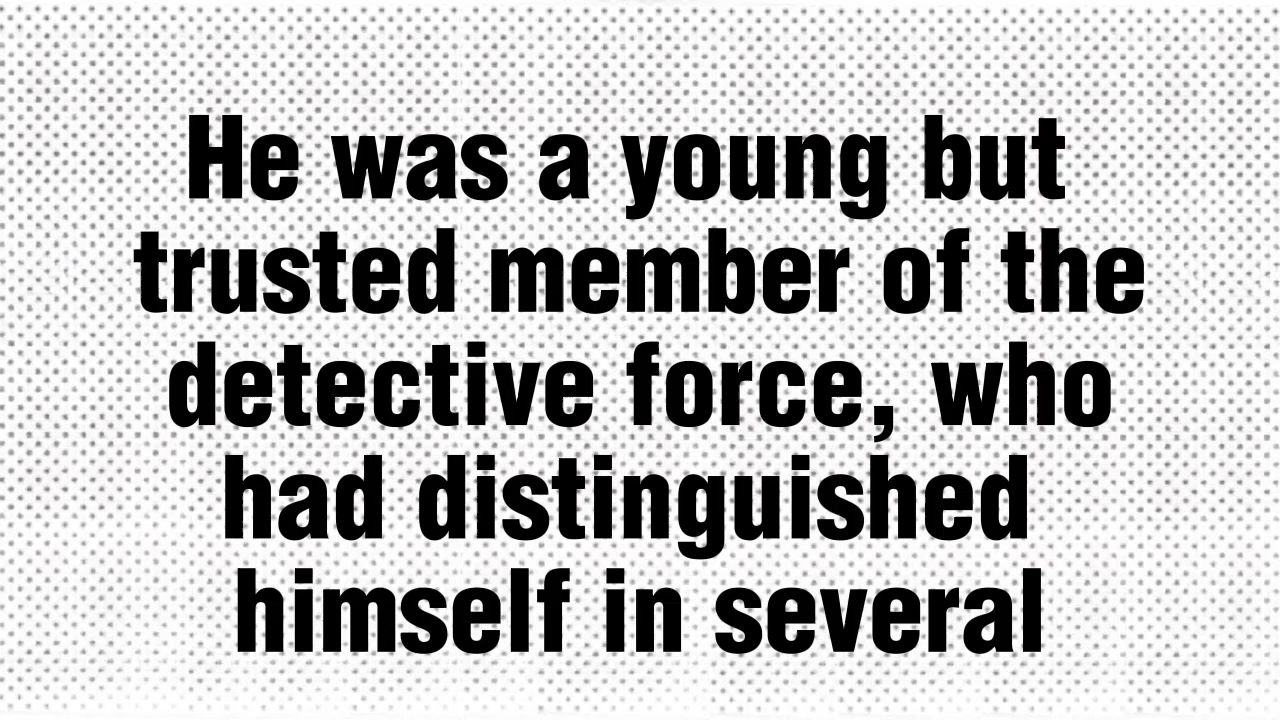 He was a young but
trusted member of the
detective force, who
had distinguished
himself in several